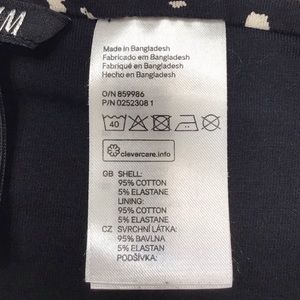 M
Made in Bangladesh
Fabricado em Bangladesh
Fabriqué en Bangladesh
Hecho en Bangladesh
O/N 859986
P/N 0252308 1
40
clevercare.info
GB SHELL:
95% COTTON
5% ELASTANE
LINING:
95% COTTON
5% ELASTANE
CZ SVRCHNÍ LÁTKA:
95% BAVLNA
5% ELASTAN
PODŠÍVKA: